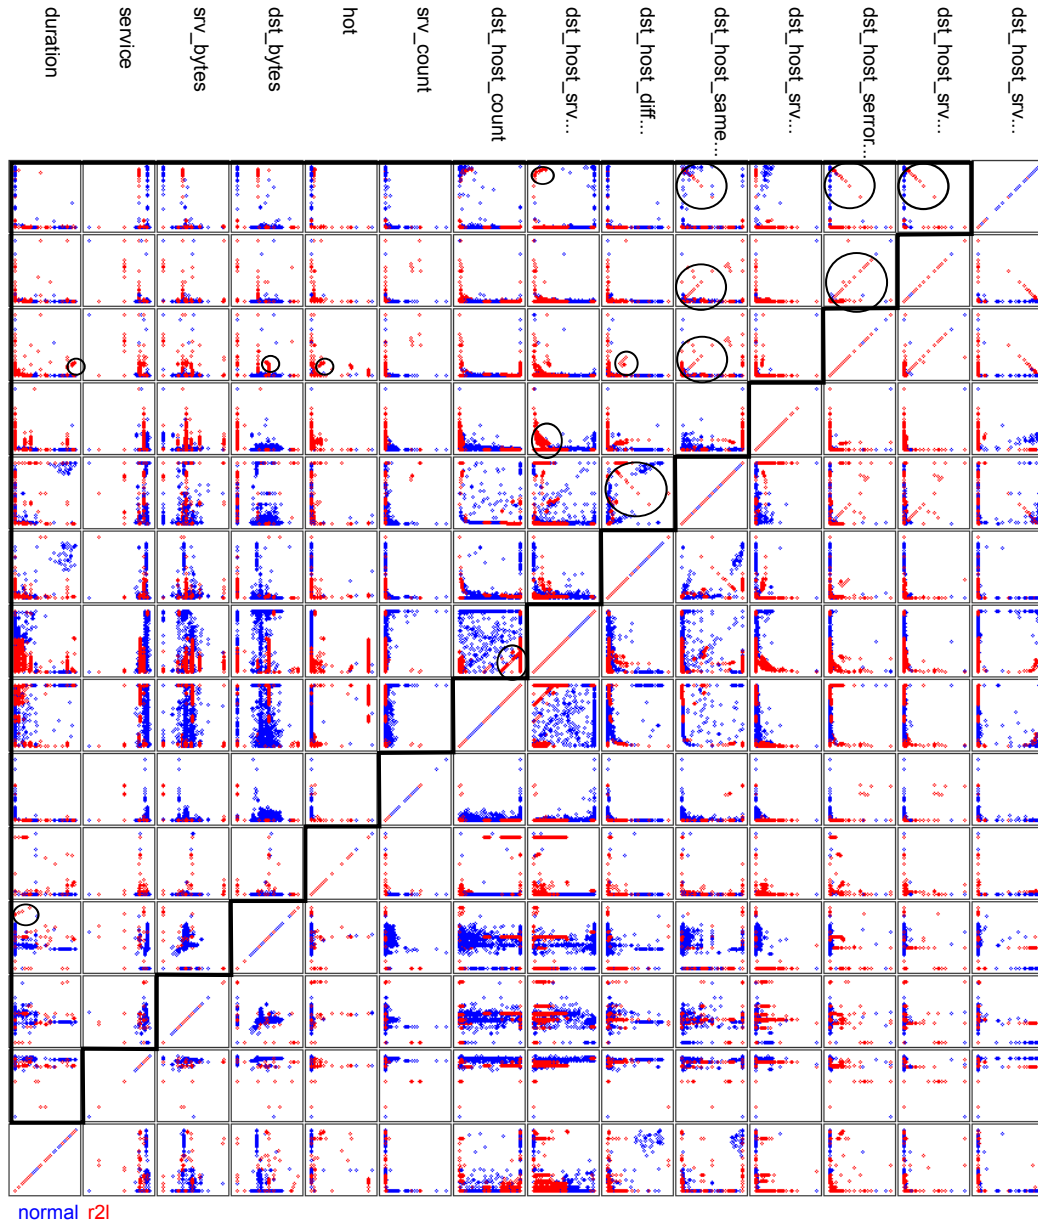 duration
service
srv_bytes
dst_bytes
hot
srv_count
dst_host_count
dst_host_srv...
dst_host_diff...
dst_host_same...
dst_host_srv...
dst_host_serror...
dst_host_srv...
dst_host_srv...
normal r2l